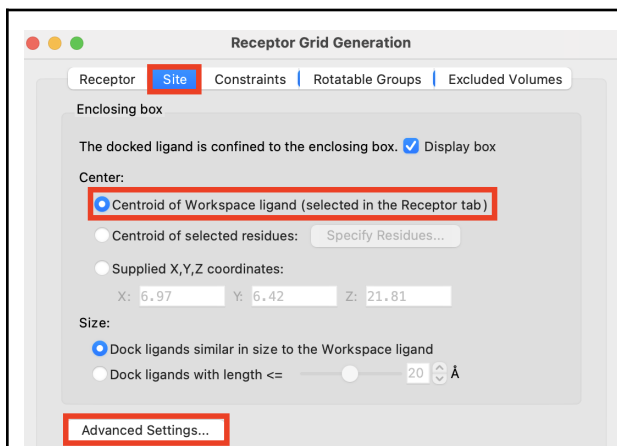 Receptor Grid Generation
Receptor Site Constraints Rotatable Groups Excluded Volumes
Enclosing box
The docked ligand is confined to the enclosing box. Display box
Center:
Centroid of Workspace ligand (selected in the Receptor tab)
Centroid of selected residues: Specify Residues...
Supplied X,Y,Z coordinates:
X: 6.97 Y: 6.42 Z: 21.81
Size:
Dock ligands similar in size to the Workspace ligand
Dock ligands with length <= 20 Å
Advanced Settings...